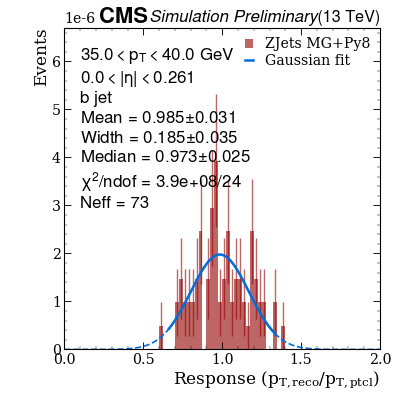 1e-6 CMS Simulation Preliminary (13 TeV)
Events
35.0 < pT < 40.0 GeV
0.0 < |η| < 0.261
b jet
Mean = 0.985±0.031
Width = 0.185±0.035
Median = 0.973±0.025
χ²/ndof = 3.9e+08/24
Neff = 73
ZJets MG+Py8
Gaussian fit
6
5
4
3
2
1
0
0.0 0.5 1.0 1.5 2.0
Response (pT,reco/pT,ptcl)